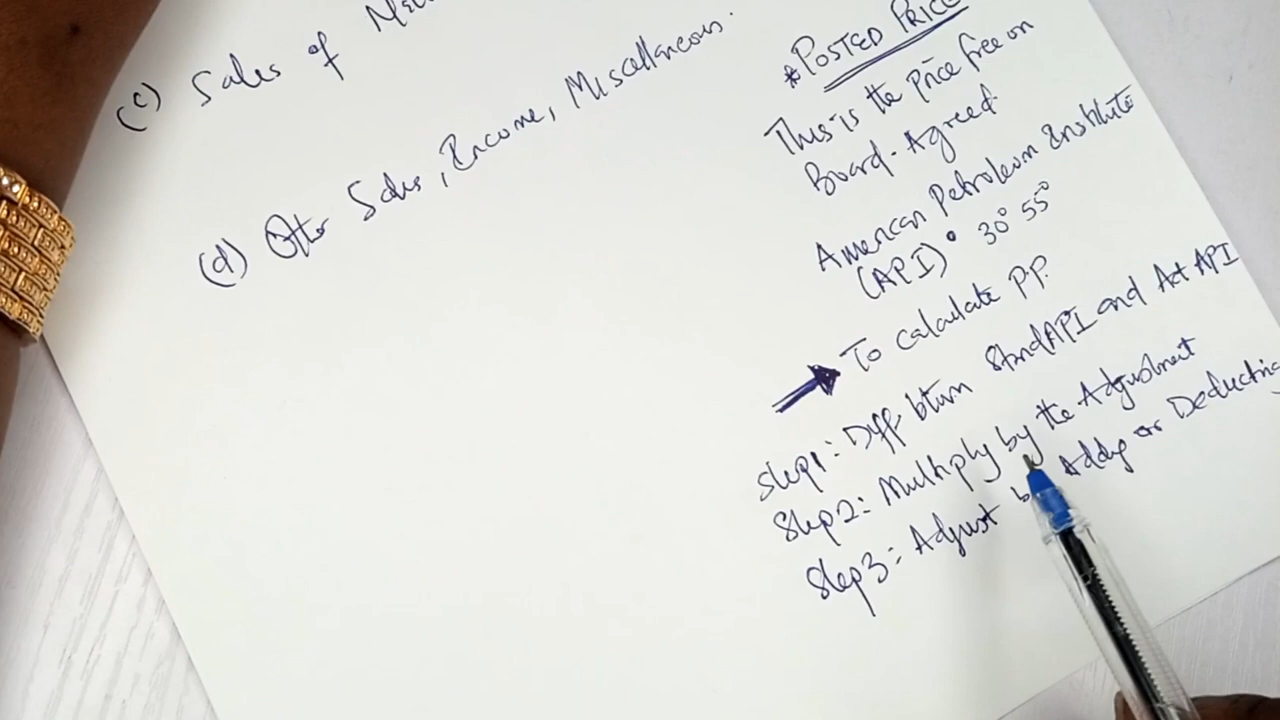 (c) Sales of
(d) Other Sales, Income, Miscellaneous.
*POSTED PRICE
This is the Price free on
Board. Agreed
American Petroleum Institute
(API)• 30° 55°
To calculate P.P.
Step1: Diff btwn Stand API and Act API
Step2: Multiply by the Adjustment
Step3: Adjust by Adding or Deducting